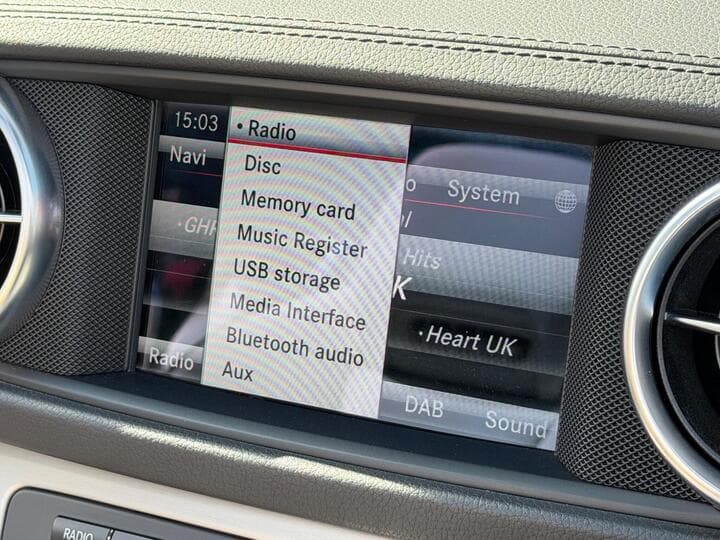 15:03
• Radio
Navi
Disc
System
Memory card
·GHR
Music Register
Hits
USB storage
K
Media Interface
·Heart UK
Bluetooth audio
Radio
Aux
DAB
Sound
RADIO